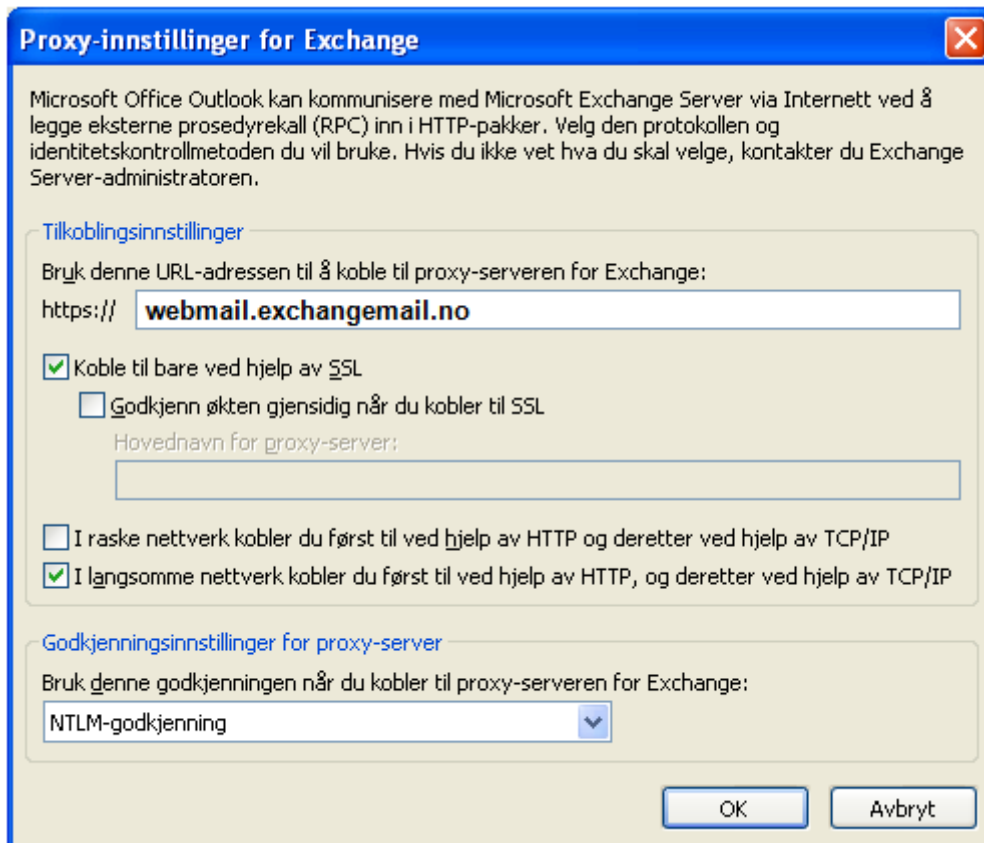 Proxy-innstillinger for Exchange
Microsoft Office Outlook kan kommunisere med Microsoft Exchange Server via Internett ved å
legge eksterne prosedyrekall (RPC) inn i HTTP-pakker. Velg den protokollen og
identitetskontrollmetoden du vil bruke. Hvis du ikke vet hva du skal velge, kontakter du Exchange
Server-administratoren.
Tilkoblingsinnstillinger
Bruk denne URL-adressen til å koble til proxy-serveren for Exchange:
https:// webmail.exchangemail.no
Koble til bare ved hjelp av SSL
Godkjenn økten gjensidig når du kobler til SSL
Hovednavn for proxy-server:
I raske nettverk kobler du først til ved hjelp av HTTP og deretter ved hjelp av TCP/IP
I langsomme nettverk kobler du først til ved hjelp av HTTP, og deretter ved hjelp av TCP/IP
Godkjenningsinnstillinger for proxy-server
Bruk denne godkjenningen når du kobler til proxy-serveren for Exchange:
NTLM-godkjenning
OK Avbryt